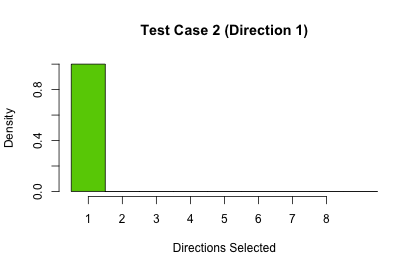 Test Case 2 (Direction 1)
Density
0.8
0.4
0.0
1 2 3 4 5 6 7 8
Directions Selected